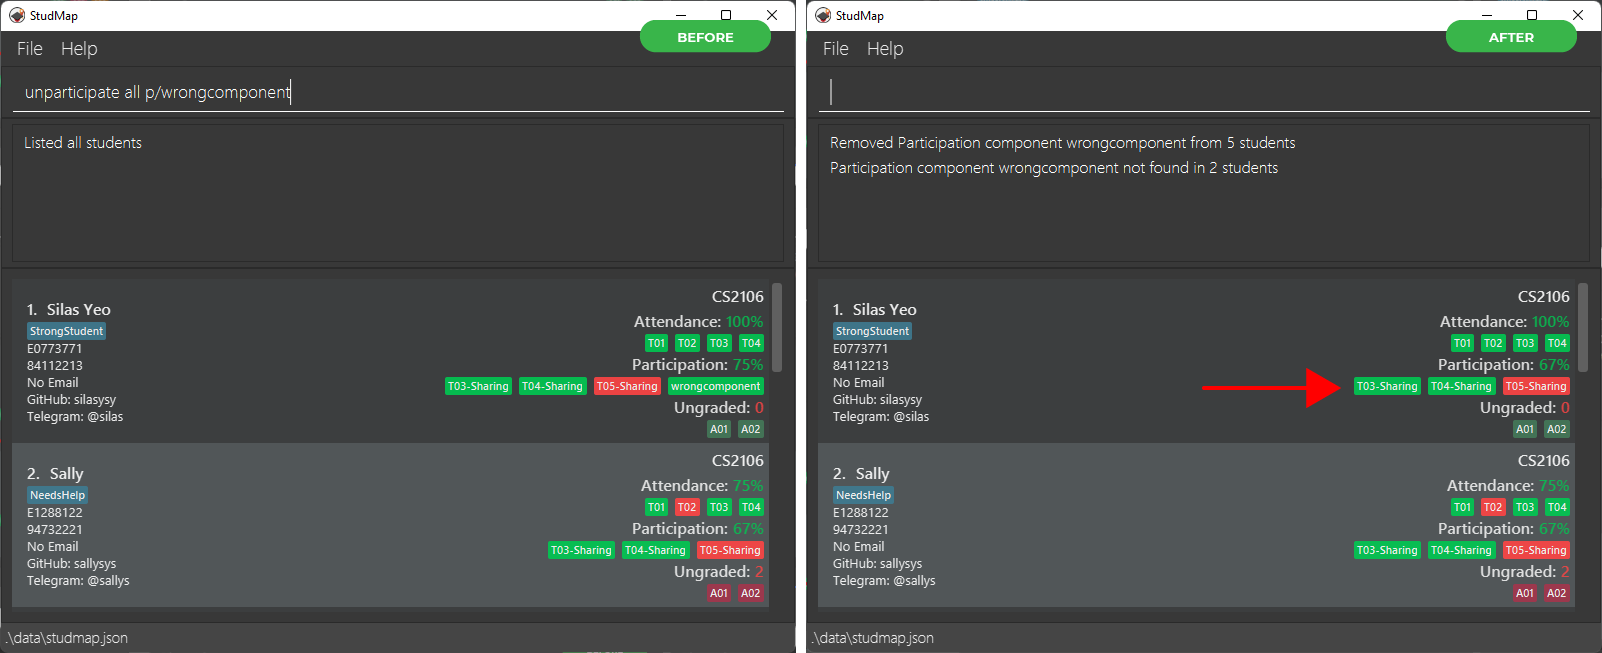 StudMap
BEFORE
File Help
unparticipate all p/wrongcomponent
Listed all students
1. Silas Yeo
StrongStudent
E0773771
84112213
No Email
GitHub: silasysy
Telegram: @silas
CS2106
Attendance: 100%
T01 T02 T03 T04
Participation: 75%
T03-Sharing T04-Sharing T05-Sharing wrongcomponent
Ungraded: 0
A01 A02
2. Sally
NeedsHelp
E1288122
94732221
No Email
GitHub: sallysys
Telegram: @sallys
CS2106
Attendance: 75%
T01 T02 T03 T04
Participation: 67%
T03-Sharing T04-Sharing T05-Sharing
Ungraded: 2
A01 A02
.\data\studmap.json
StudMap
AFTER
File Help
Removed Participation component wrongcomponent from 5 students
Participation component wrongcomponent not found in 2 students
1. Silas Yeo
StrongStudent
E0773771
84112213
No Email
GitHub: silasysy
Telegram: @silas
CS2106
Attendance: 100%
T01 T02 T03 T04
Participation: 67%
T03-Sharing T04-Sharing T05-Sharing
Ungraded: 0
A01 A02
2. Sally
NeedsHelp
E1288122
94732221
No Email
GitHub: sallysys
Telegram: @sallys
CS2106
Attendance: 75%
T01 T02 T03 T04
Participation: 67%
T03-Sharing T04-Sharing T05-Sharing
Ungraded: 2
A01 A02
.\data\studmap.json